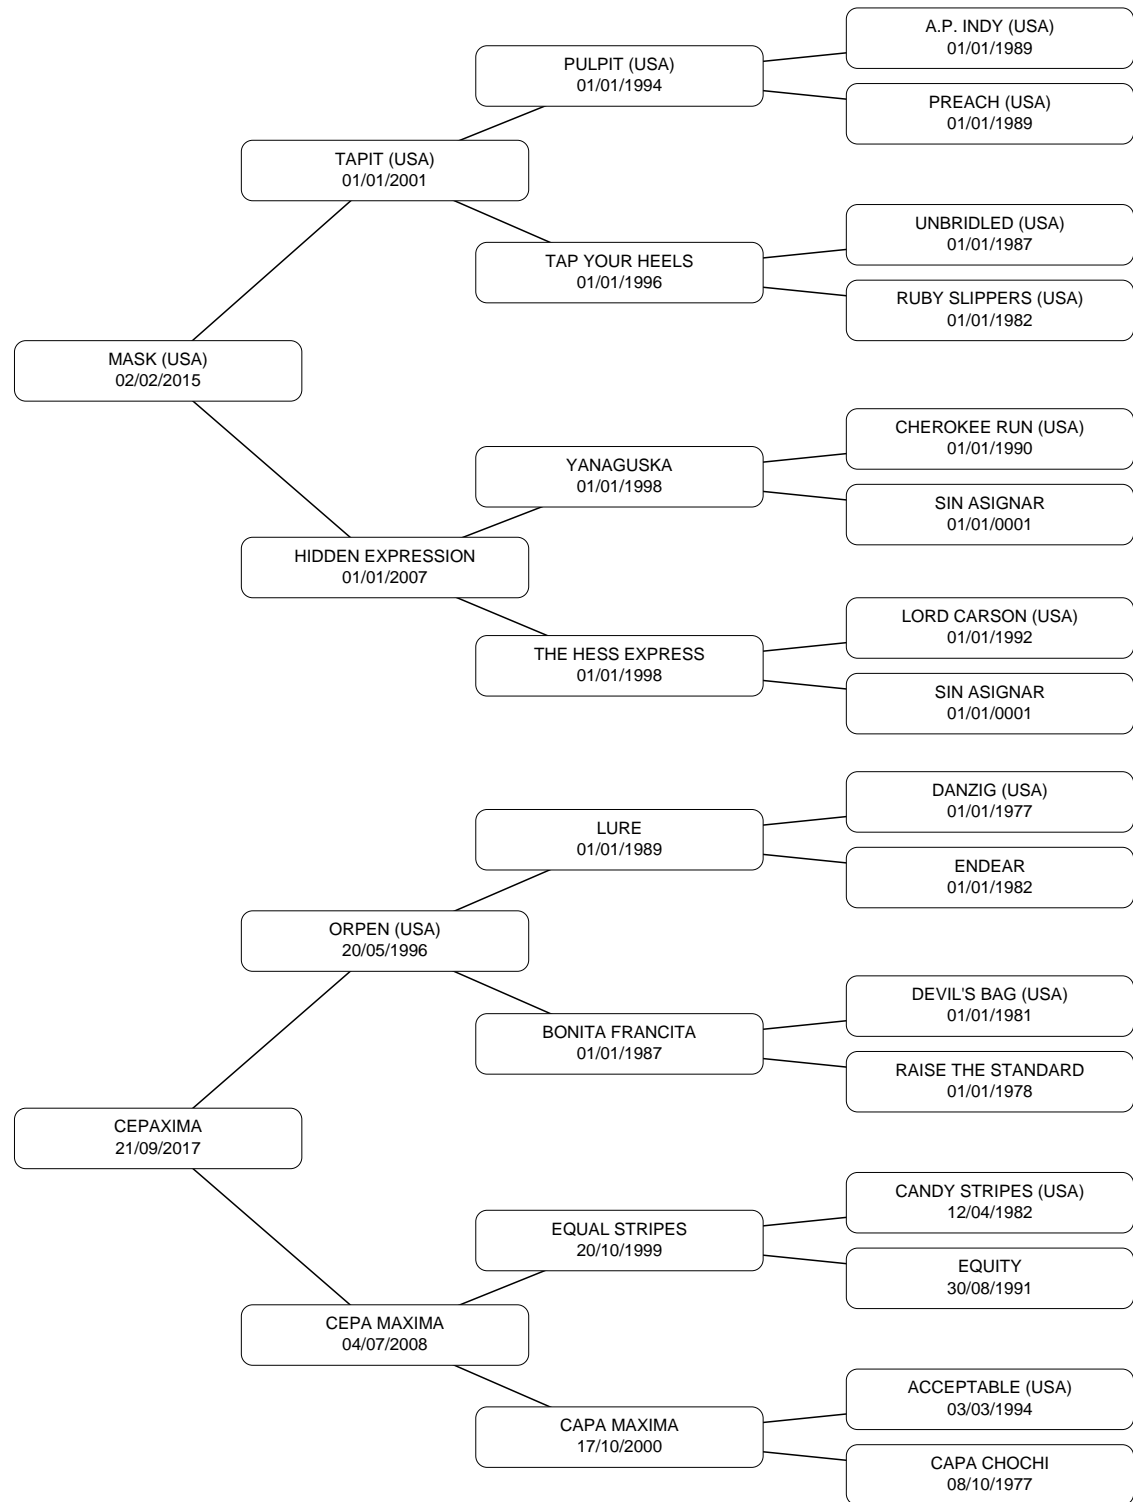 A.P. INDY (USA)
01/01/1989
PULPIT (USA)
01/01/1994
PREACH (USA)
01/01/1989
TAPIT (USA)
01/01/2001
UNBRIDLED (USA)
01/01/1987
TAP YOUR HEELS
01/01/1996
RUBY SLIPPERS (USA)
01/01/1982
MASK (USA)
02/02/2015
CHEROKEE RUN (USA)
01/01/1990
YANAGUSKA
01/01/1998
SIN ASIGNAR
01/01/0001
HIDDEN EXPRESSION
01/01/2007
LORD CARSON (USA)
01/01/1992
THE HESS EXPRESS
01/01/1998
SIN ASIGNAR
01/01/0001
DANZIG (USA)
01/01/1977
LURE
01/01/1989
ENDEAR
01/01/1982
ORPEN (USA)
20/05/1996
DEVIL'S BAG (USA)
01/01/1981
BONITA FRANCITA
01/01/1987
RAISE THE STANDARD
01/01/1978
CEPAXIMA
21/09/2017
CANDY STRIPES (USA)
12/04/1982
EQUAL STRIPES
20/10/1999
EQUITY
30/08/1991
CEPA MAXIMA
04/07/2008
ACCEPTABLE (USA)
03/03/1994
CAPA MAXIMA
17/10/2000
CAPA CHOCHI
08/10/1977